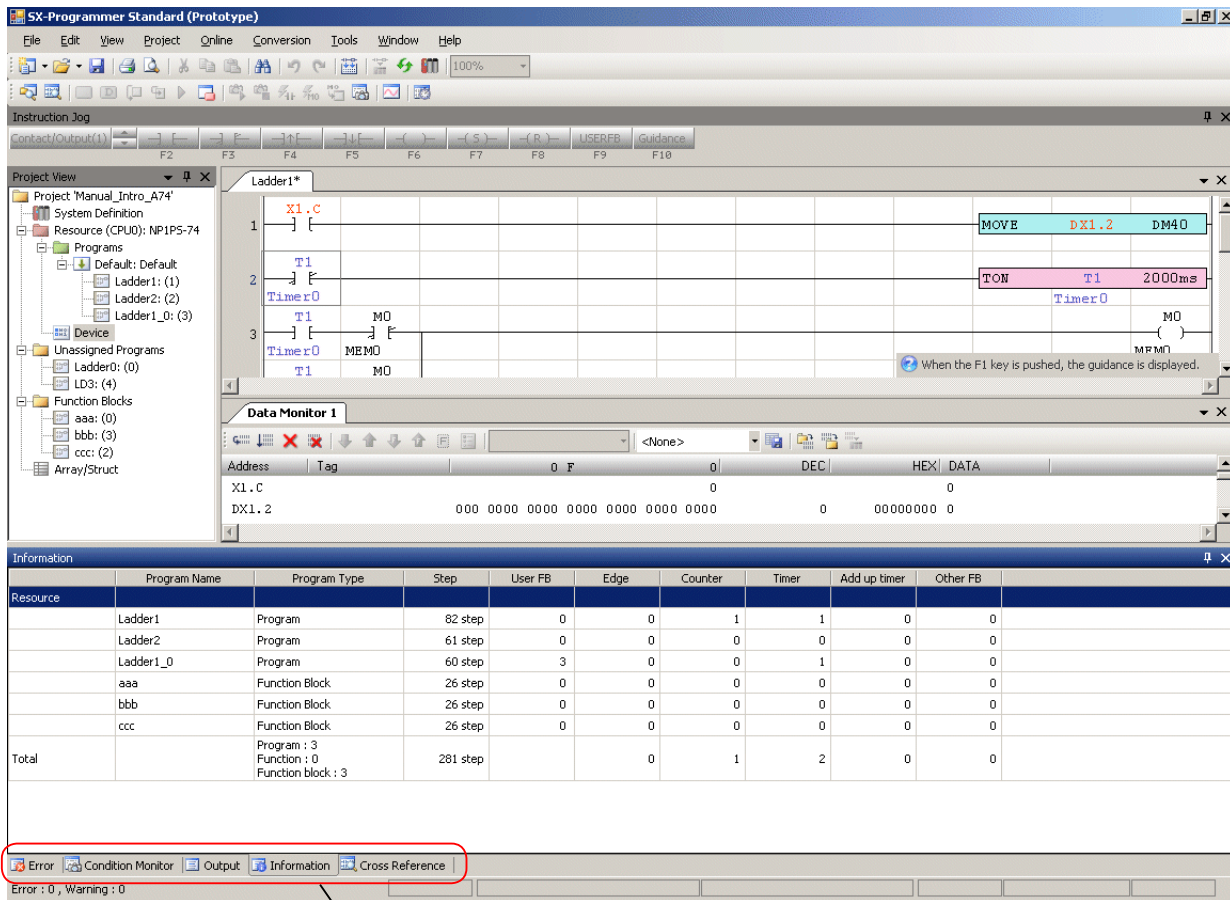 SX-Programmer Standard (Prototype)
File Edit View Project Online Conversion Tools Window Help
100%
Instruction Jog
Contact/Output(1) USERFB Guidance
F2 F3 F4 F5 F6 F7 F8 F9 F10
Project View
Project 'Manual_Intro_A74'
System Definition
Resource (CPU0): NP1PS-74
Programs
Default: Default
Ladder1: (1)
Ladder2: (2)
Ladder1_0: (3)
Device
Unassigned Programs
Ladder0: (0)
LD3: (4)
Function Blocks
aaa: (0)
bbb: (3)
ccc: (2)
Array/Struct
Ladder1*
X1.C
1 MOVE DX1.2 DM40
T1
2 TON T1 2000ms
Timer0 Timer0
T1 M0 M0
3
Timer0 MEM0 MEM0
T1 M0
When the F1 key is pushed, the guidance is displayed.
Data Monitor 1
<None>
Address Tag 0 F 0 DEC HEX DATA
X1.C 0 0
DX1.2 000 0000 0000 0000 0000 0000 0000 0 00000000 0
Information
Program Name Program Type Step User FB Edge Counter Timer Add up timer Other FB
Resource
Ladder1 Program 82 step 0 0 1 1 0 0
Ladder2 Program 61 step 0 0 0 0 0 0
Ladder1_0 Program 60 step 3 0 0 1 0 0
aaa Function Block 26 step 0 0 0 0 0 0
bbb Function Block 26 step 0 0 0 0 0 0
ccc Function Block 26 step 0 0 0 0 0 0
Total Program : 3 281 step 0 1 2 0 0
Function : 0
Function block : 3
Error Condition Monitor Output Information Cross Reference
Error : 0 , Warning : 0